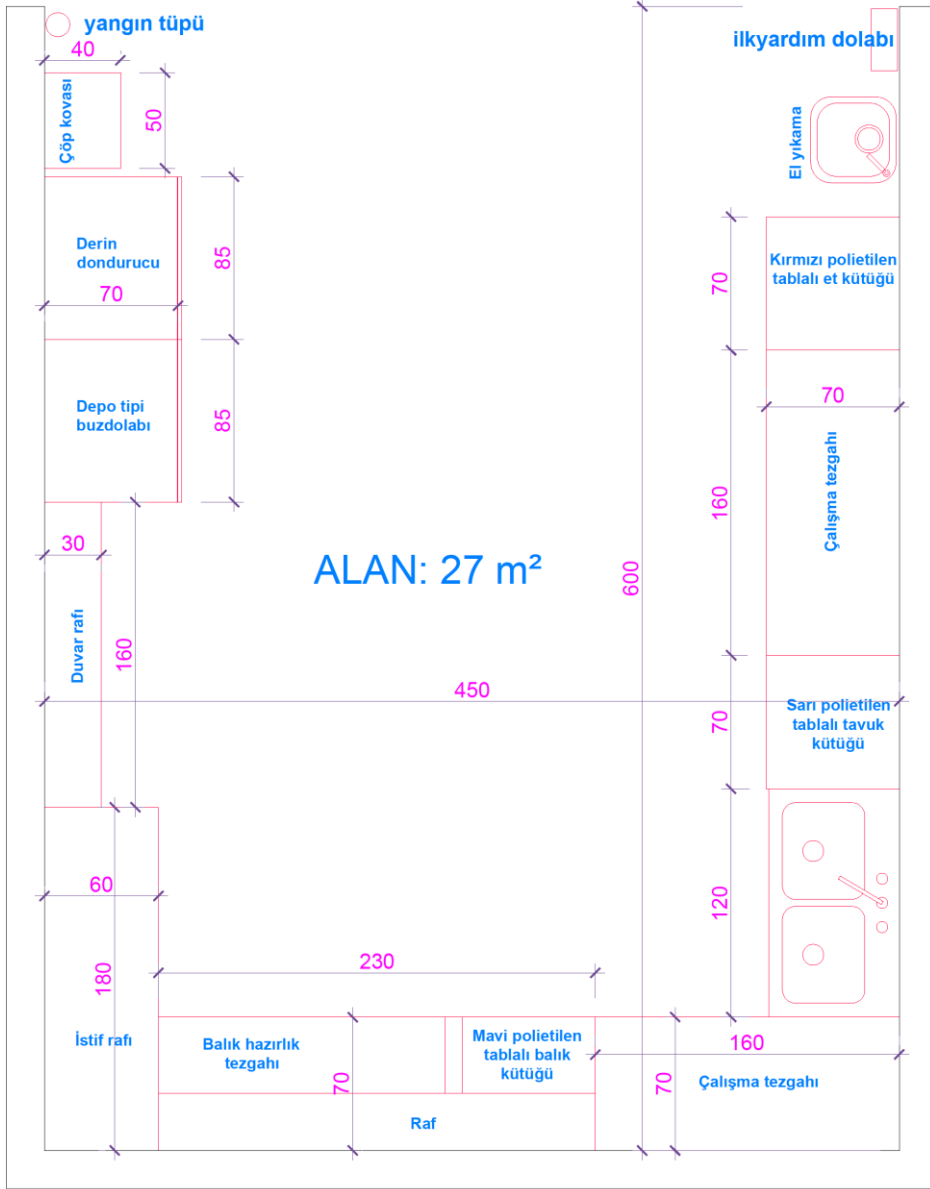 yangın tüpü
ilkyardım dolabı
40
Çöp kovası
50
El yıkama
Derin
dondurucu
70
85
Kırmızı polietilen
tablalı et kütüğü
70
Depo tipi
buzdolabı
85
70
Çalışma tezgahı
160
30
Duvar rafı
160
ALAN: 27 m²
600
450
Sarı polietilen
tablalı tavuk
kütüğü
70
60
180
120
230
İstif rafı
Balık hazırlık
tezgahı
70
Mavi polietilen
tablalı balık
kütüğü
160
70
Çalışma tezgahı
Raf